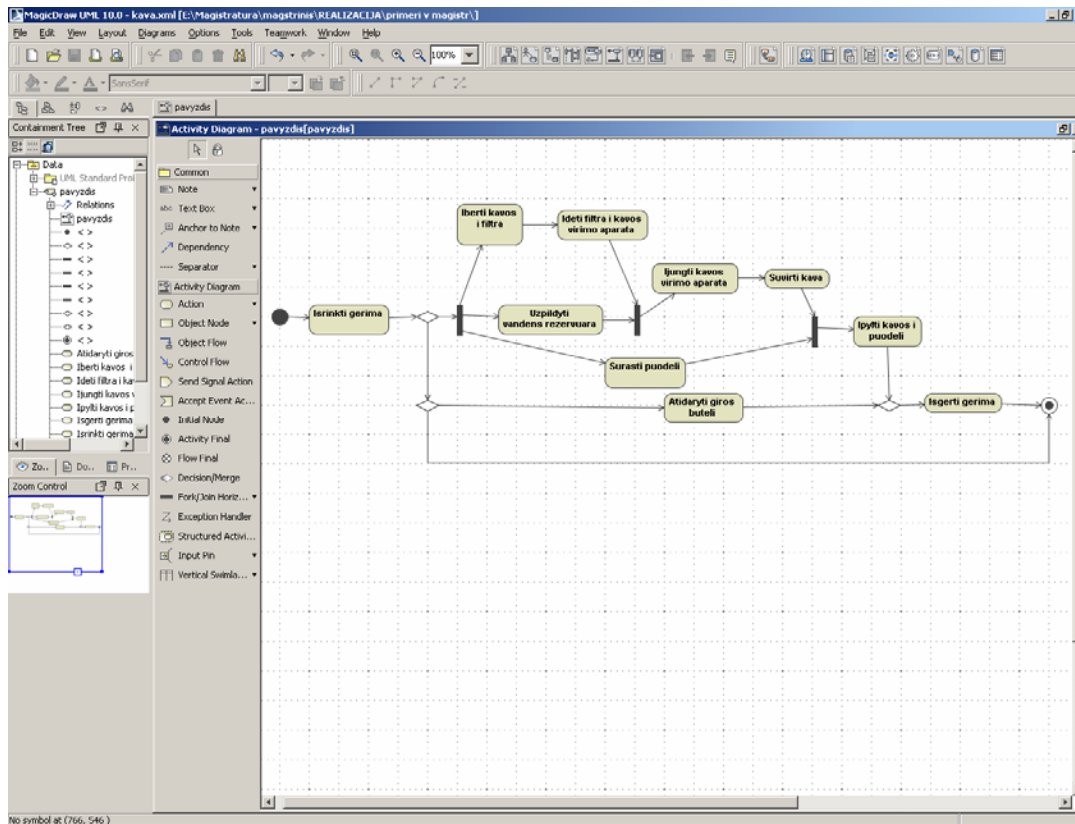 MagicDraw UML 10.0 - kava.xml [E:\Magistratura\magstrinis\REALIZACIJA\primeri v magistr\]
File Edit View Layout Diagrams Options Tools Teamwork Window Help
100%
SansSerif
pavyzdis
Containment Tree
Activity Diagram - pavyzdis[pavyzdis]
Data
UML Standard Prof
pavyzdis
Relations
pavyzdis
< >
< >
< >
< >
< >
< >
< >
< >
< >
Atidaryti giros
Iberti kavos i
Ideti filtra i ka
Ijungti kavos v
Ipylti kavos i p
Isgerti gerima
Isrinkti gerima
Zo...
Do...
Pr...
Zoom Control
Common
Note
abc Text Box
Anchor to Note
Dependency
Separator
Activity Diagram
Action
Object Node
Object Flow
Control Flow
Send Signal Action
Accept Event Ac...
Initial Node
Activity Final
Flow Final
Decision/Merge
Fork/Join Horiz...
Exception Handler
Structured Activi...
Input Pin
Vertical Swimla...
Iberti kavos
i filtra
Ideti filtra i kavos
virimo aparata
Ijungti kavos
virimo aparata
Suvirti kava
Isrinkti gerima
Uzpildyti
vandens rezervuara
Ipylti kavos i
puodeli
Surasti puodeli
Atidaryti giros
buteli
Isgerti gerima
No symbol at (766, 546 )